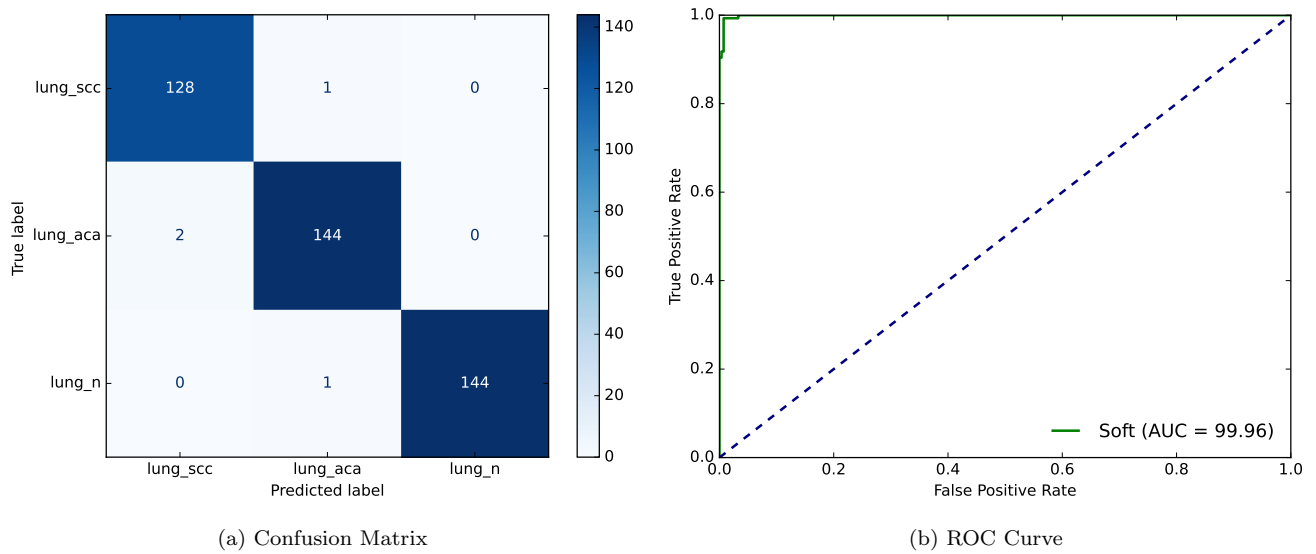 lung_scc
lung_aca
lung_n
True label
128 1 0
2 144 0
0 1 144
lung_scc lung_aca lung_n
Predicted label
140
120
100
80
60
40
20
0
(a) Confusion Matrix
1.0
0.8
0.6
0.4
0.2
0.0
True Positive Rate
Soft (AUC = 99.96)
0.0 0.2 0.4 0.6 0.8 1.0
False Positive Rate
(b) ROC Curve